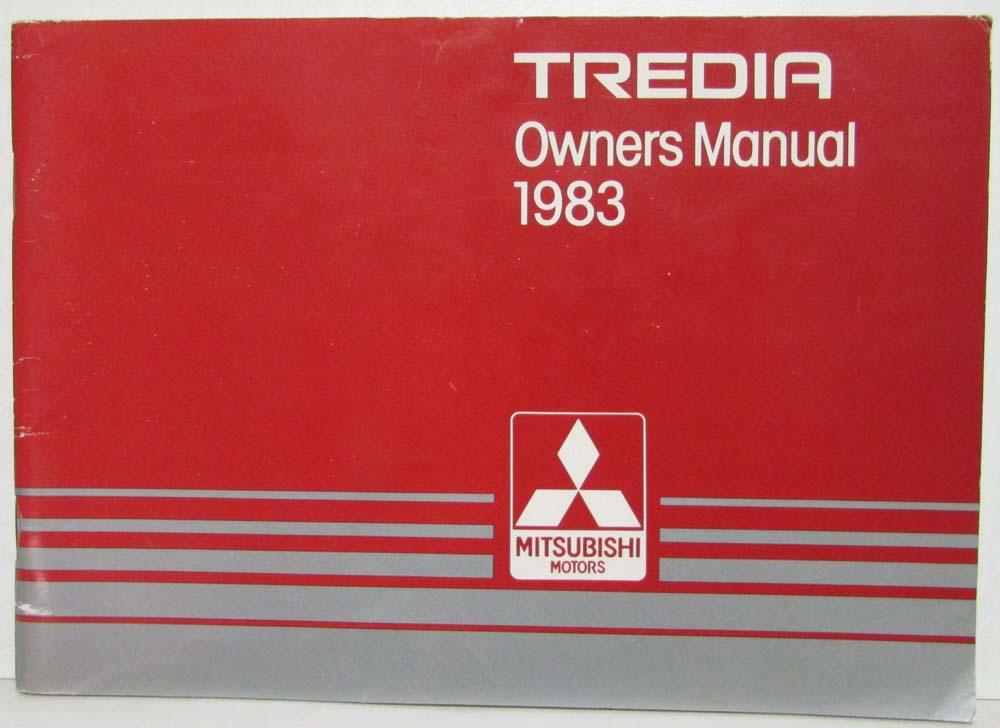 TREDIA
Owners Manual
1983
MITSUBISHI
MOTORS